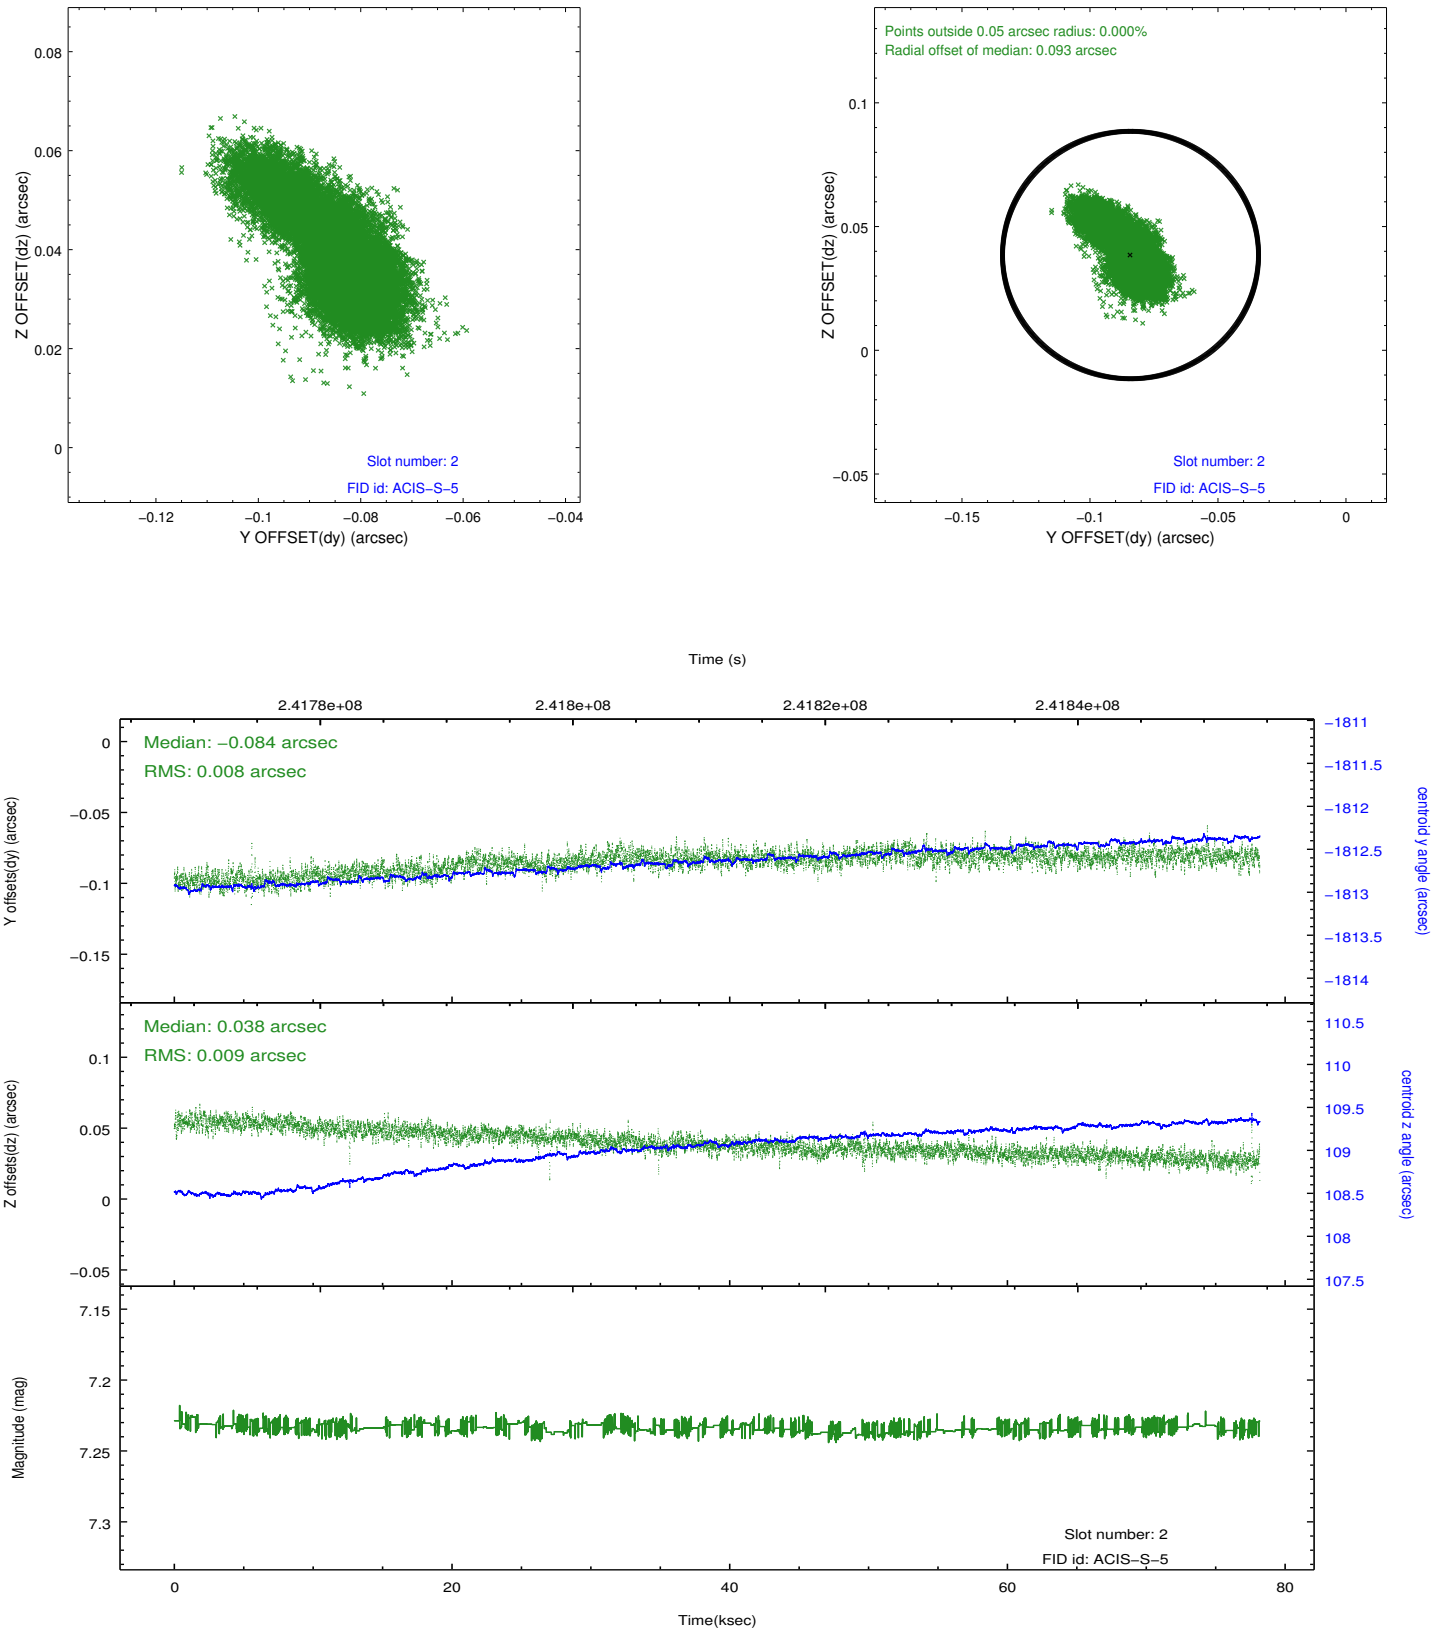 0.08
0.06
0.04
0.02
0
Z OFFSET(dz) (arcsec)
Slot number: 2
FID id: ACIS−S−5
−0.12
−0.1
−0.08
−0.06
−0.04
Y OFFSET(dy) (arcsec)
Points outside 0.05 arcsec radius: 0.000%
Radial offset of median: 0.093 arcsec
0.1
0.05
0
−0.05
Z OFFSET(dz) (arcsec)
Slot number: 2
FID id: ACIS−S−5
−0.15
−0.1
−0.05
0
Y OFFSET(dy) (arcsec)
Time (s)
2.4178e+08
2.418e+08
2.4182e+08
2.4184e+08
Median: −0.084 arcsec
RMS: 0.008 arcsec
0
−0.05
−0.1
−0.15
Y offsets(dy) (arcsec)
−1811
−1811.5
−1812
−1812.5
−1813
−1813.5
−1814
centroid y angle (arcsec)
Median: 0.038 arcsec
RMS: 0.009 arcsec
0.1
0.05
0
−0.05
Z offsets(dz) (arcsec)
110.5
110
109.5
109
108.5
108
107.5
centroid z angle (arcsec)
7.15
7.2
7.25
7.3
Magnitude (mag)
Slot number: 2
FID id: ACIS−S−5
0
20
40
60
80
Time(ksec)